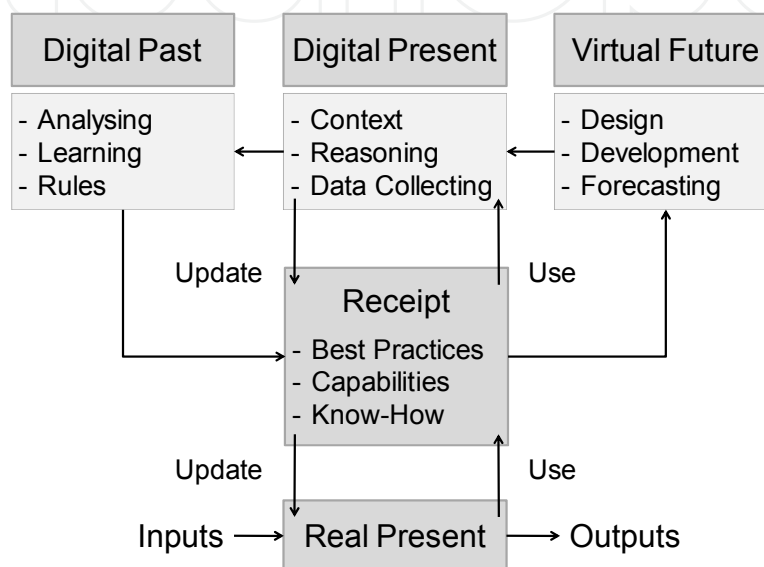 Digital Past
Digital Present
Virtual Future
- Analysing
- Learning
- Rules
- Context
- Reasoning
- Data Collecting
- Design
- Development
- Forecasting
Update
Use
Receipt
- Best Practices
- Capabilities
- Know-How
Update
Use
Inputs
Real Present
Outputs